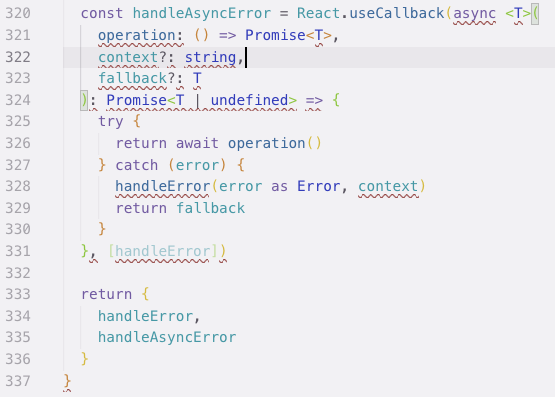 320 const handleAsyncError = React.useCallback(async <T>(
321 operation: () => Promise<T>,
322 context?: string,
323 fallback?: T
324 ): Promise<T | undefined> => {
325 try {
326 return await operation()
327 } catch (error) {
328 handleError(error as Error, context)
329 return fallback
330 }
331 }, [handleError])
332
333 return {
334 handleError,
335 handleAsyncError
336 }
337 }